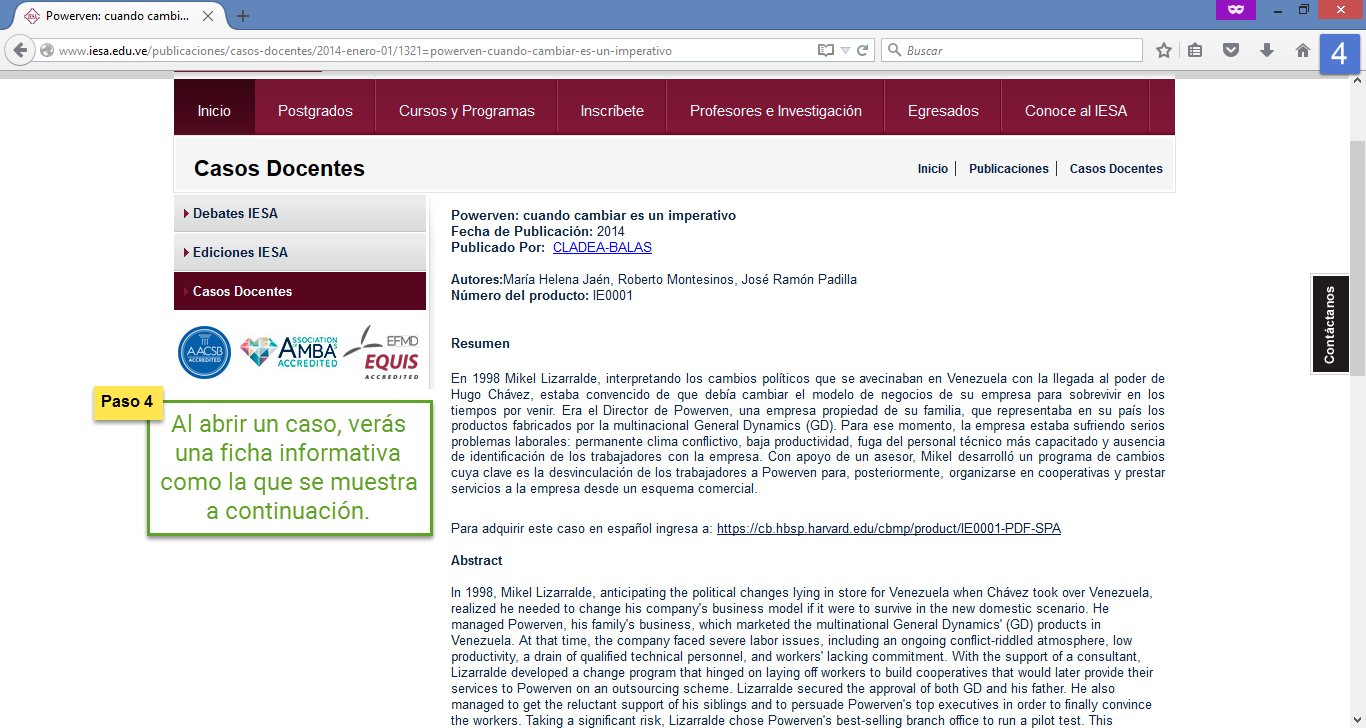 Powerven: cuando cambi...
www.iesa.edu.ve/publicaciones/casos-docentes/2014-enero-01/1321=powerven-cuando-cambiar-es-un-imperativo
Buscar
4
Inicio
Postgrados
Cursos y Programas
Inscríbete
Profesores e Investigación
Egresados
Conoce al IESA
Casos Docentes
Inicio
Publicaciones
Casos Docentes
Debates IESA
Ediciones IESA
Casos Docentes
AACSB
ACCREDITED
ASSOCIATION
AMBA
ACCREDITED
EFMD
EQUIS
ACCREDITED
Paso 4
Al abrir un caso, verás
una ficha informativa
como la que se muestra
a continuación.
Powerven: cuando cambiar es un imperativo
Fecha de Publicación: 2014
Publicado Por: CLADEA-BALAS
Autores:María Helena Jaén, Roberto Montesinos, José Ramón Padilla
Número del producto: IE0001
Resumen
En 1998 Mikel Lizarralde, interpretando los cambios políticos que se avecinaban en Venezuela con la llegada al poder de
Hugo Chávez, estaba convencido de que debía cambiar el modelo de negocios de su empresa para sobrevivir en los
tiempos por venir. Era el Director de Powerven, una empresa propiedad de su familia, que representaba en su país los
productos fabricados por la multinacional General Dynamics (GD). Para ese momento, la empresa estaba sufriendo serios
problemas laborales: permanente clima conflictivo, baja productividad, fuga del personal técnico más capacitado y ausencia
de identificación de los trabajadores con la empresa. Con apoyo de un asesor, Mikel desarrolló un programa de cambios
cuya clave es la desvinculación de los trabajadores a Powerven para, posteriormente, organizarse en cooperativas y prestar
servicios a la empresa desde un esquema comercial.
Para adquirir este caso en español ingresa a: https://cb.hbsp.harvard.edu/cbmp/product/IE0001-PDF-SPA
Abstract
In 1998, Mikel Lizarralde, anticipating the political changes lying in store for Venezuela when Chávez took over Venezuela,
realized he needed to change his company's business model if it were to survive in the new domestic scenario. He
managed Powerven, his family's business, which marketed the multinational General Dynamics' (GD) products in
Venezuela. At that time, the company faced severe labor issues, including an ongoing conflict-riddled atmosphere, low
productivity, a drain of qualified technical personnel, and workers' lacking commitment. With the support of a consultant,
Lizarralde developed a change program that hinged on laying off workers to build cooperatives that would later provide their
services to Powerven on an outsourcing scheme. Lizarralde secured the approval of both GD and his father. He also
managed to get the reluctant support of his siblings and to persuade Powerven's top executives in order to finally convince
the workers. Taking a significant risk, Lizarralde chose Powerven's best-selling branch office to run a pilot test. This
Contáctanos